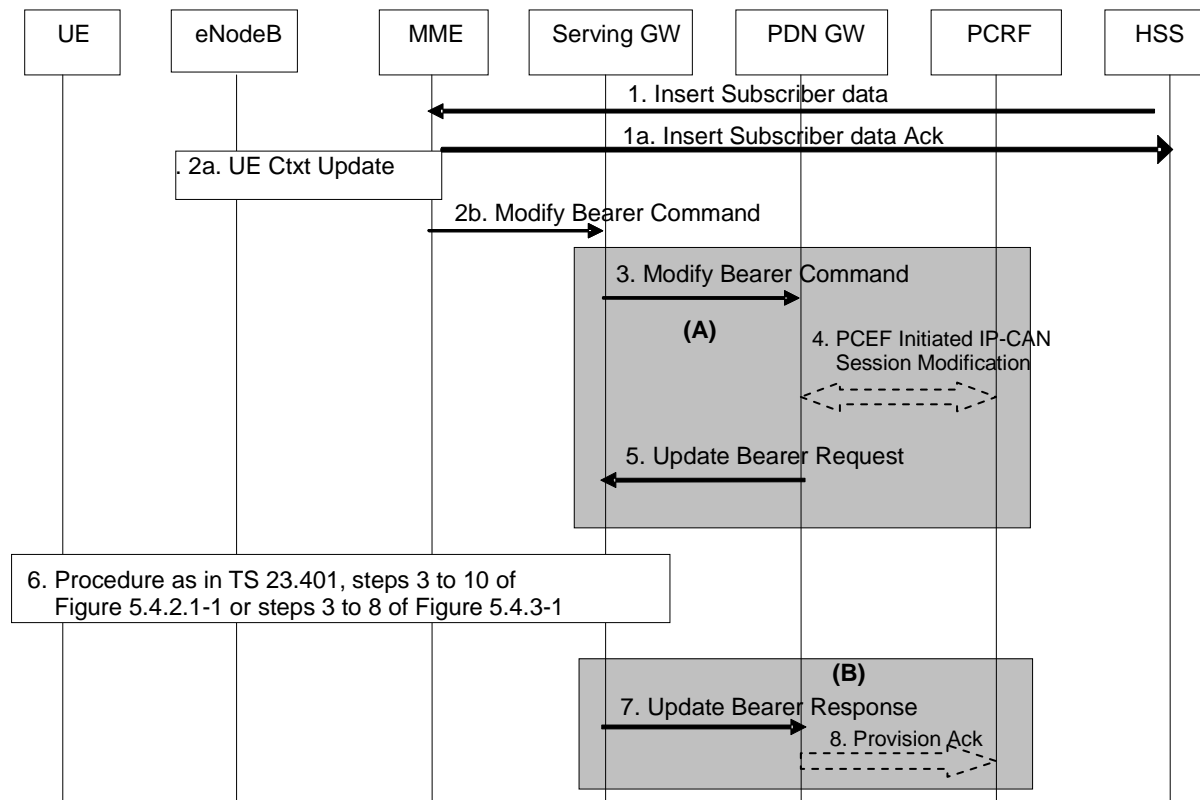 UE
eNodeB
MME
Serving GW
PDN GW
PCRF
HSS
1. Insert Subscriber data
1a. Insert Subscriber data Ack
. 2a. UE Ctxt Update
2b. Modify Bearer Command
3. Modify Bearer Command
(A)
4. PCEF Initiated IP-CAN
Session Modification
5. Update Bearer Request
6. Procedure as in TS 23.401, steps 3 to 10 of
Figure 5.4.2.1-1 or steps 3 to 8 of Figure 5.4.3-1
(B)
7. Update Bearer Response
8. Provision Ack